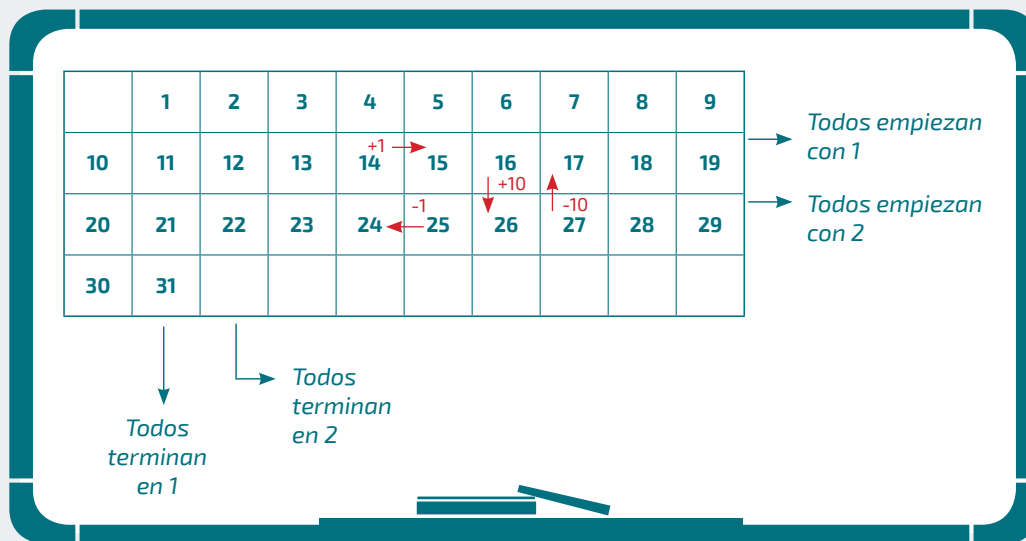 1 2 3 4 5 6 7 8 9
10 11 12 13 14 15 16 17 18 19
+1
+10
20 21 22 23 24 25 26 27 28 29
-1
-10
30 31
Todos empiezan
con 1
Todos empiezan
con 2
Todos
terminan
en 2
Todos
terminan
en 1